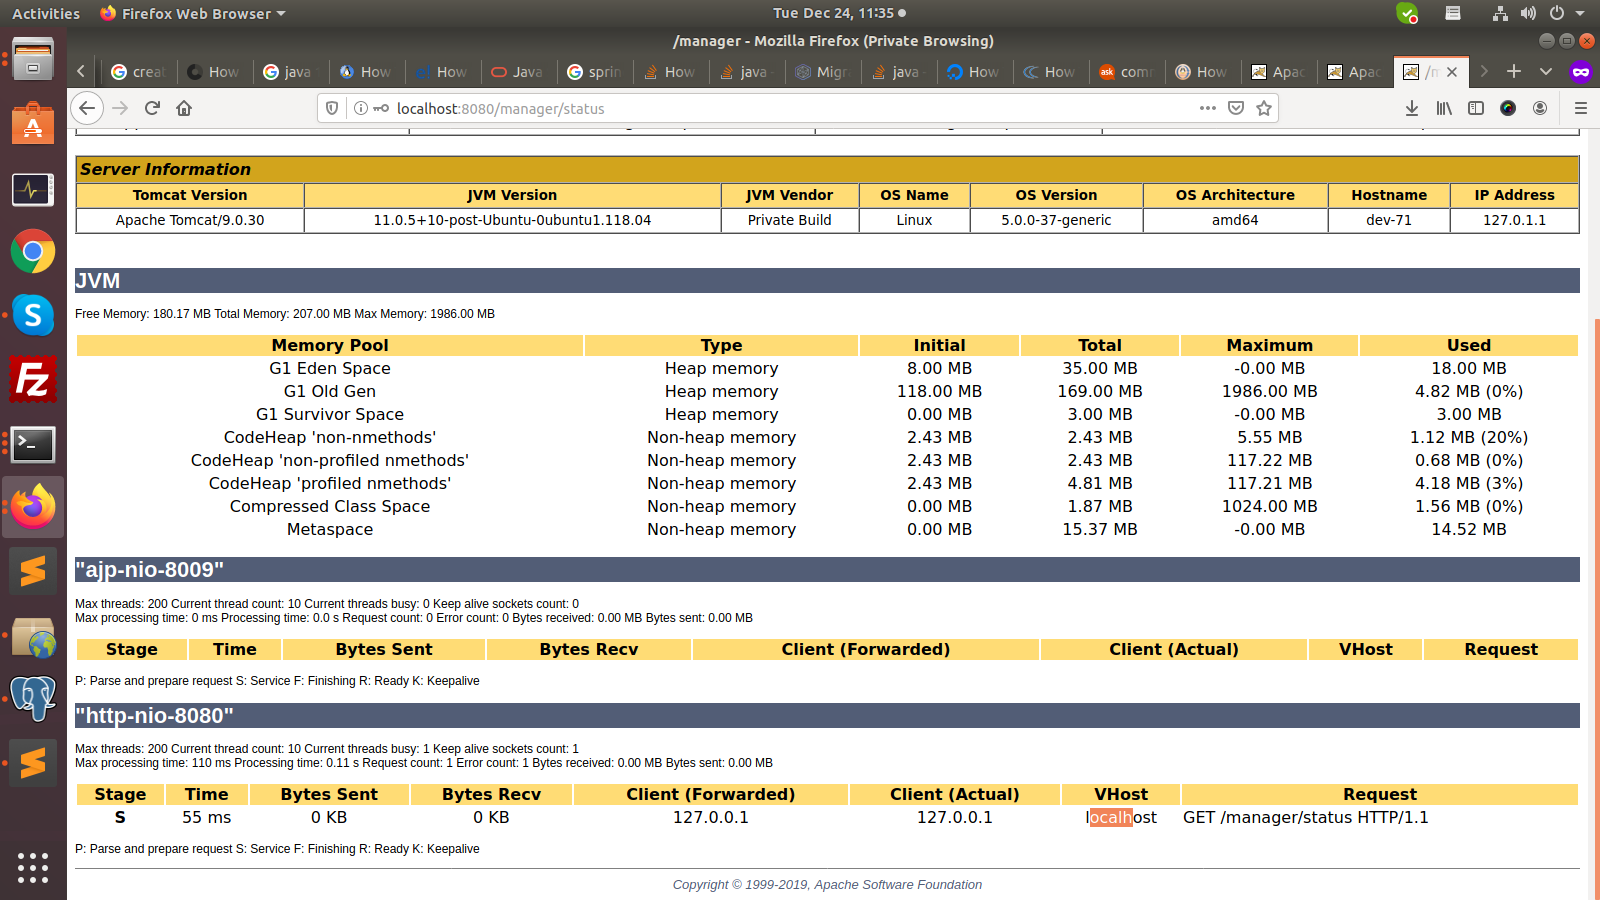 Activities Firefox Web Browser Tue Dec 24, 11:35
/manager - Mozilla Firefox (Private Browsing)
creat How java How How Java sprin How java Migr java How How comm How Apac Apac /m
localhost:8080/manager/status
Server Information
Tomcat Version JVM Version JVM Vendor OS Name OS Version OS Architecture Hostname IP Address
Apache Tomcat/9.0.30 11.0.5+10-post-Ubuntu-0ubuntu1.118.04 Private Build Linux 5.0.0-37-generic amd64 dev-71 127.0.1.1
JVM
Free Memory: 180.17 MB Total Memory: 207.00 MB Max Memory: 1986.00 MB
Memory Pool Type Initial Total Maximum Used
G1 Eden Space Heap memory 8.00 MB 35.00 MB -0.00 MB 18.00 MB
G1 Old Gen Heap memory 118.00 MB 169.00 MB 1986.00 MB 4.82 MB (0%)
G1 Survivor Space Heap memory 0.00 MB 3.00 MB -0.00 MB 3.00 MB
CodeHeap 'non-nmethods' Non-heap memory 2.43 MB 2.43 MB 5.55 MB 1.12 MB (20%)
CodeHeap 'non-profiled nmethods' Non-heap memory 2.43 MB 2.43 MB 117.22 MB 0.68 MB (0%)
CodeHeap 'profiled nmethods' Non-heap memory 2.43 MB 4.81 MB 117.21 MB 4.18 MB (3%)
Compressed Class Space Non-heap memory 0.00 MB 1.87 MB 1024.00 MB 1.56 MB (0%)
Metaspace Non-heap memory 0.00 MB 15.37 MB -0.00 MB 14.52 MB
"ajp-nio-8009"
Max threads: 200 Current thread count: 10 Current threads busy: 0 Keep alive sockets count: 0
Max processing time: 0 ms Processing time: 0.0 s Request count: 0 Error count: 0 Bytes received: 0.00 MB Bytes sent: 0.00 MB
Stage Time Bytes Sent Bytes Recv Client (Forwarded) Client (Actual) VHost Request
P: Parse and prepare request S: Service F: Finishing R: Ready K: Keepalive
"http-nio-8080"
Max threads: 200 Current thread count: 10 Current threads busy: 1 Keep alive sockets count: 1
Max processing time: 110 ms Processing time: 0.11 s Request count: 1 Error count: 1 Bytes received: 0.00 MB Bytes sent: 0.00 MB
Stage Time Bytes Sent Bytes Recv Client (Forwarded) Client (Actual) VHost Request
S 55 ms 0 KB 0 KB 127.0.0.1 127.0.0.1 localhost GET /manager/status HTTP/1.1
P: Parse and prepare request S: Service F: Finishing R: Ready K: Keepalive
Copyright © 1999-2019, Apache Software Foundation